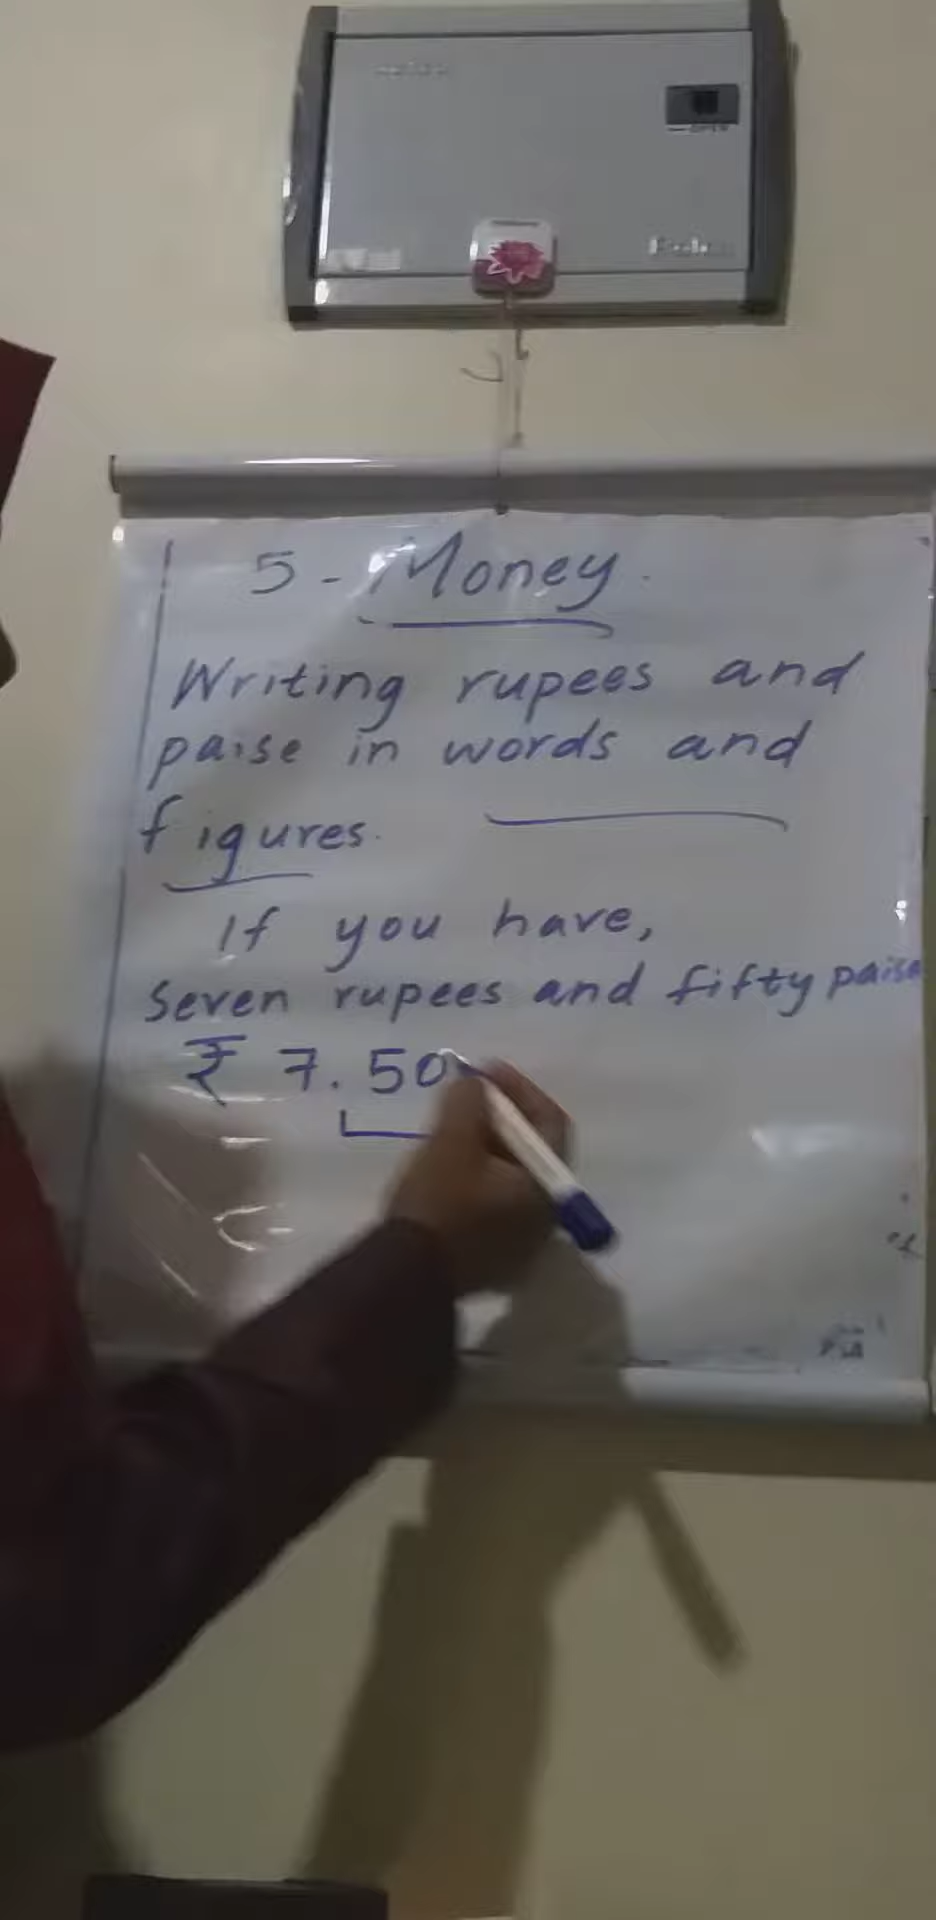 OPEN
5 - Money.
Writing rupees and
paise in words and
figures.
If you have,
Seven rupees and fifty paise
₹ 7.50